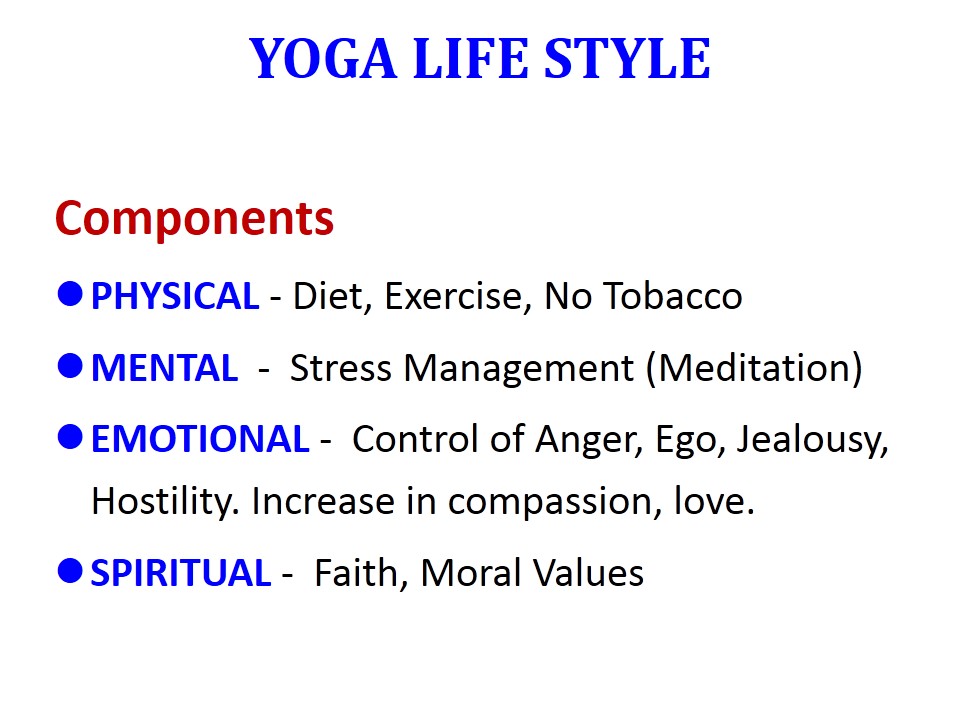 YOGA LIFE STYLE
Components
● PHYSICAL - Diet, Exercise, No Tobacco
● MENTAL - Stress Management (Meditation)
● EMOTIONAL - Control of Anger, Ego, Jealousy,
Hostility. Increase in compassion, love.
● SPIRITUAL - Faith, Moral Values